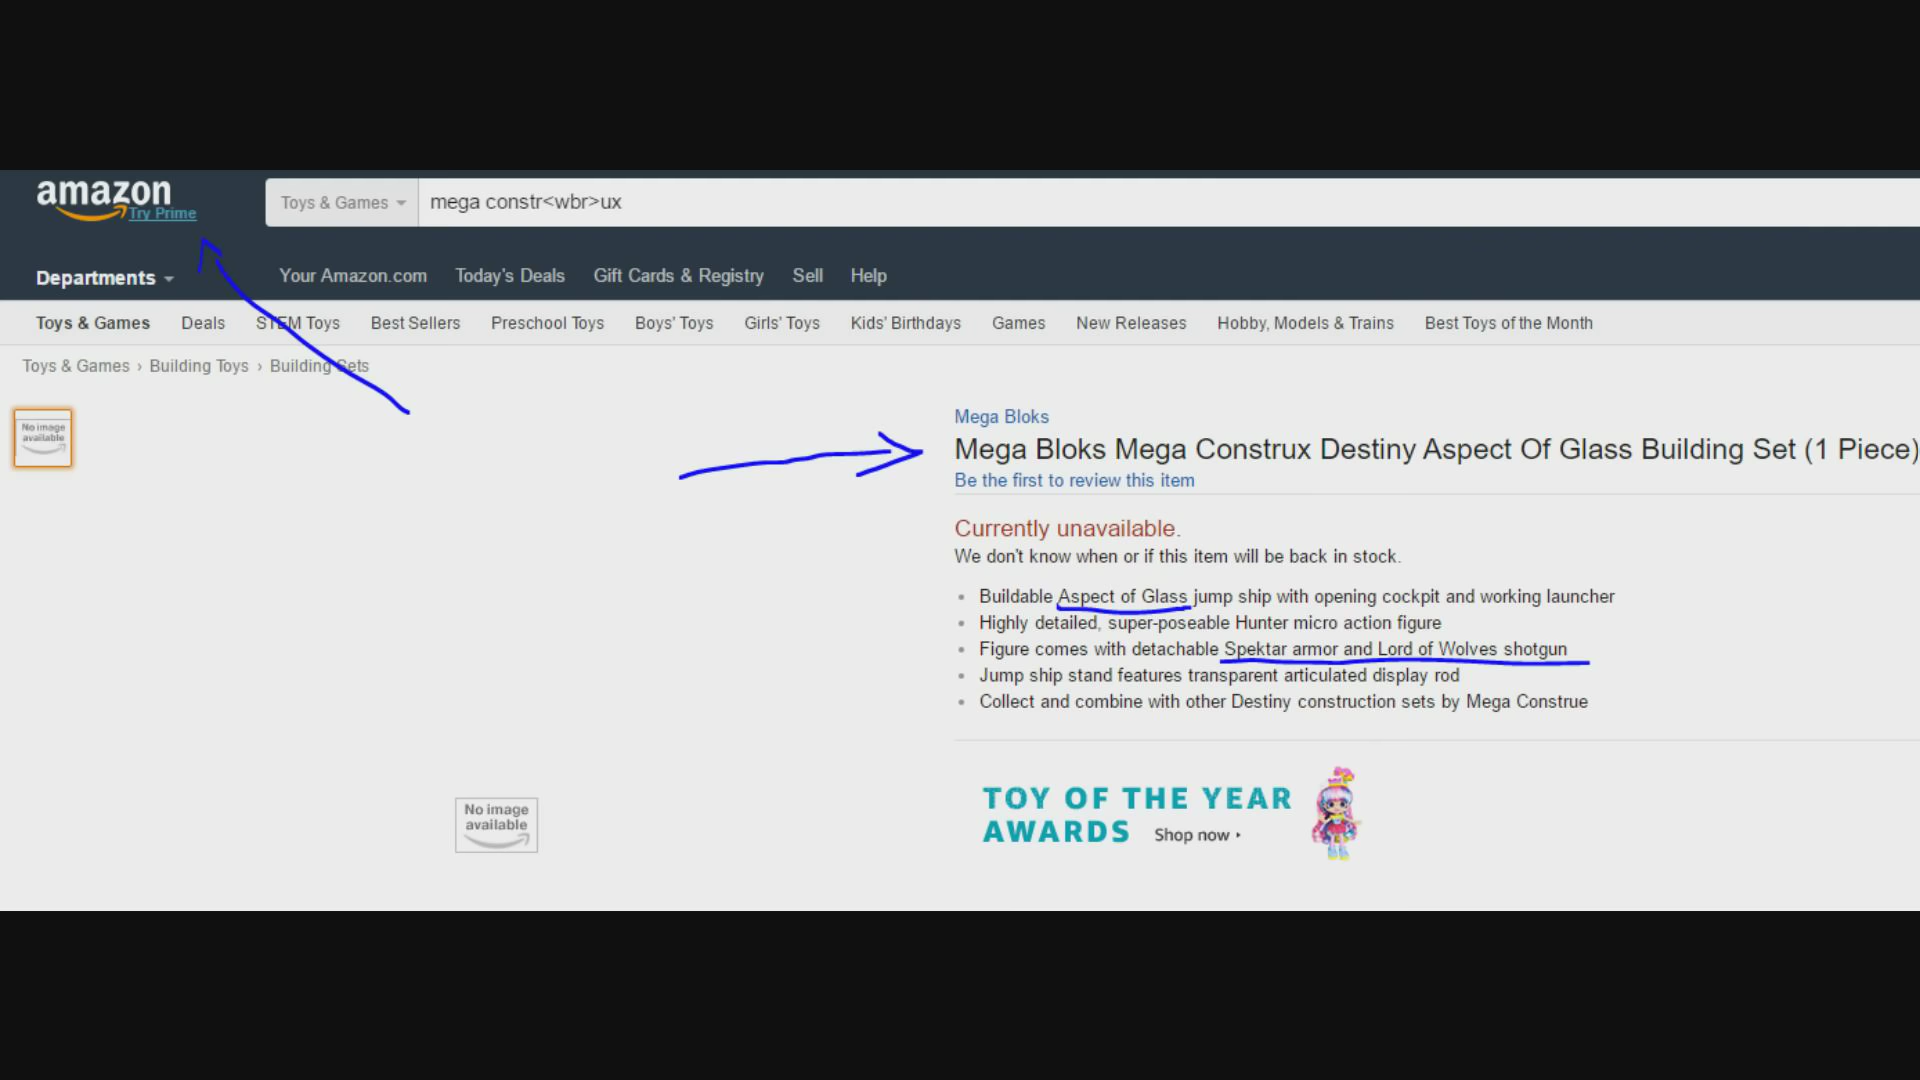 amazon
Try Prime
Toys & Games
mega constr<wbr>ux
Departments
Your Amazon.com Today's Deals Gift Cards & Registry Sell Help
Toys & Games Deals STEM Toys Best Sellers Preschool Toys Boys' Toys Girls' Toys Kids' Birthdays Games New Releases Hobby, Models & Trains Best Toys of the Month
Toys & Games › Building Toys › Building Sets
No image
available
Mega Bloks
Mega Bloks Mega Construx Destiny Aspect Of Glass Building Set (1 Piece)
Be the first to review this item
Currently unavailable.
We don't know when or if this item will be back in stock.
• Buildable Aspect of Glass jump ship with opening cockpit and working launcher
• Highly detailed, super-poseable Hunter micro action figure
• Figure comes with detachable Spektar armor and Lord of Wolves shotgun
• Jump ship stand features transparent articulated display rod
• Collect and combine with other Destiny construction sets by Mega Construe
No image
available
TOY OF THE YEAR
AWARDS Shop now ›